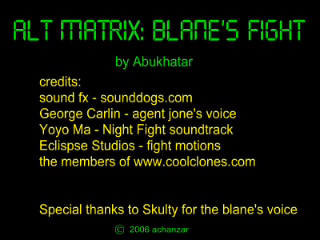 ALT MATRIX: BLANE'S FIGHT
by Abukhatar
credits:
sound fx - sounddogs.com
George Carlin - agent jone's voice
Yoyo Ma - Night Fight soundtrack
Eclispse Studios - fight motions
the members of www.coolclones.com
Special thanks to Skulty for the blane's voice
© 2006 achanzar